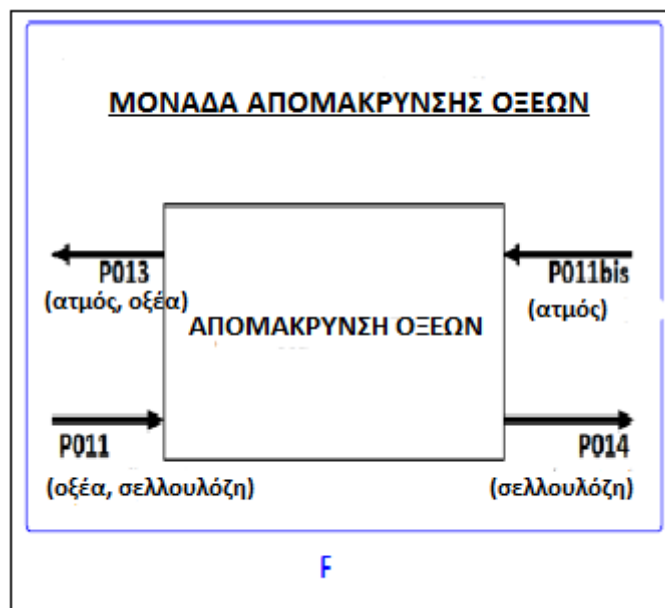 ΜΟΝΑΔΑ ΑΠΟΜΑΚΡΥΝΣΗΣ ΟΞΕΩΝ
P013
(ατμός, οξέα)
P011bis
(ατμός)
ΑΠΟΜΑΚΡΥΝΣΗ ΟΞΕΩΝ
P011
(οξέα, σελλουλόζη)
P014
(σελλουλόζη)
F